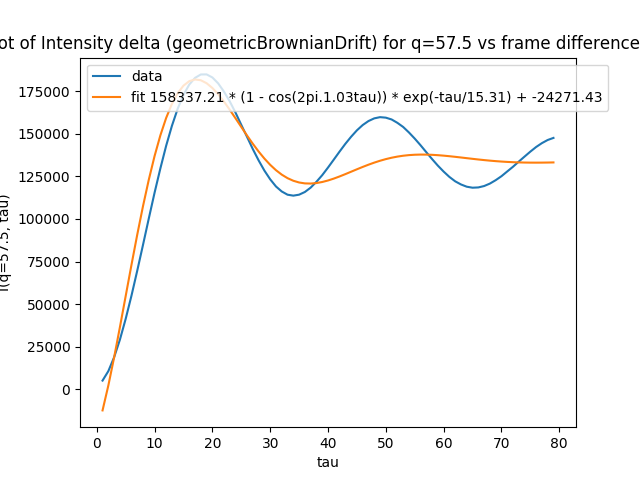 ot of Intensity delta (geometricBrownianDrift) for q=57.5 vs frame difference
data
fit 158337.21 * (1 - cos(2pi.1.03tau)) * exp(-tau/15.31) + -24271.43
175000
150000
125000
100000
75000
50000
25000
0
I(q=57.5, tau)
0 10 20 30 40 50 60 70 80
tau